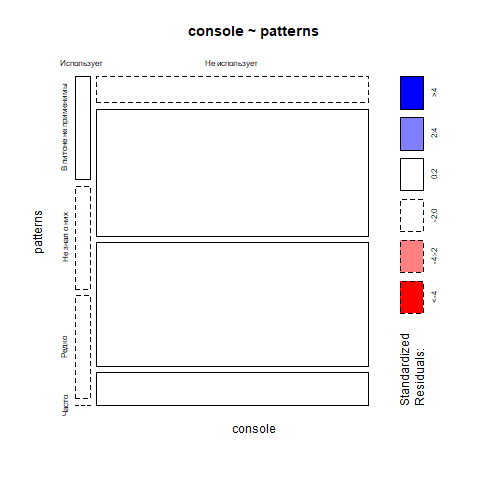 console ~ patterns
Использует
Не использует
В питоне не применимы
Не знал о них
Редко
Часто
patterns
console
>4
2:4
0:2
-2:0
-4:-2
<-4
Standardized
Residuals: